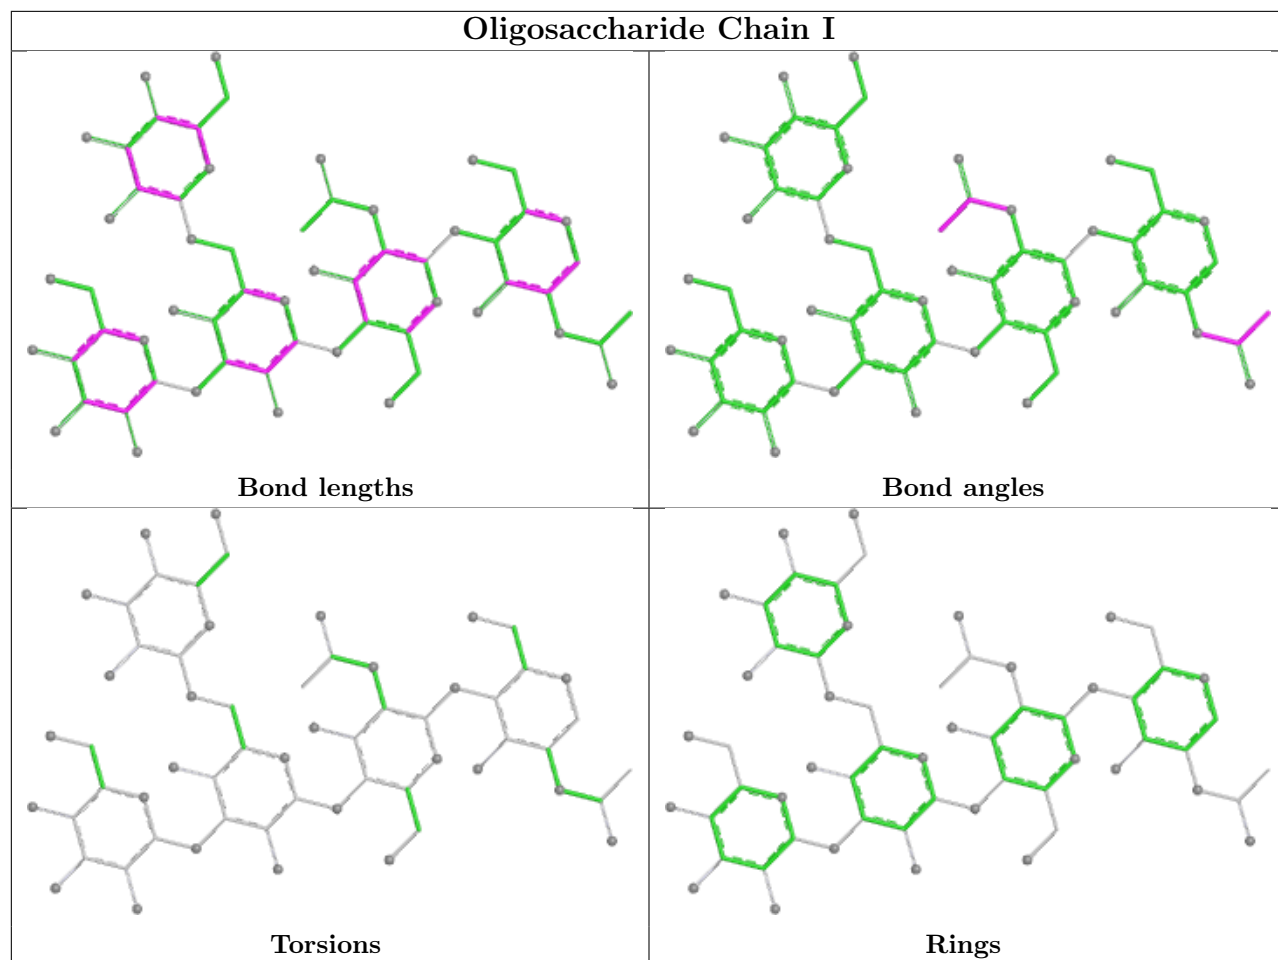 Oligosaccharide Chain I
Bond lengths
Bond angles
Torsions
Rings